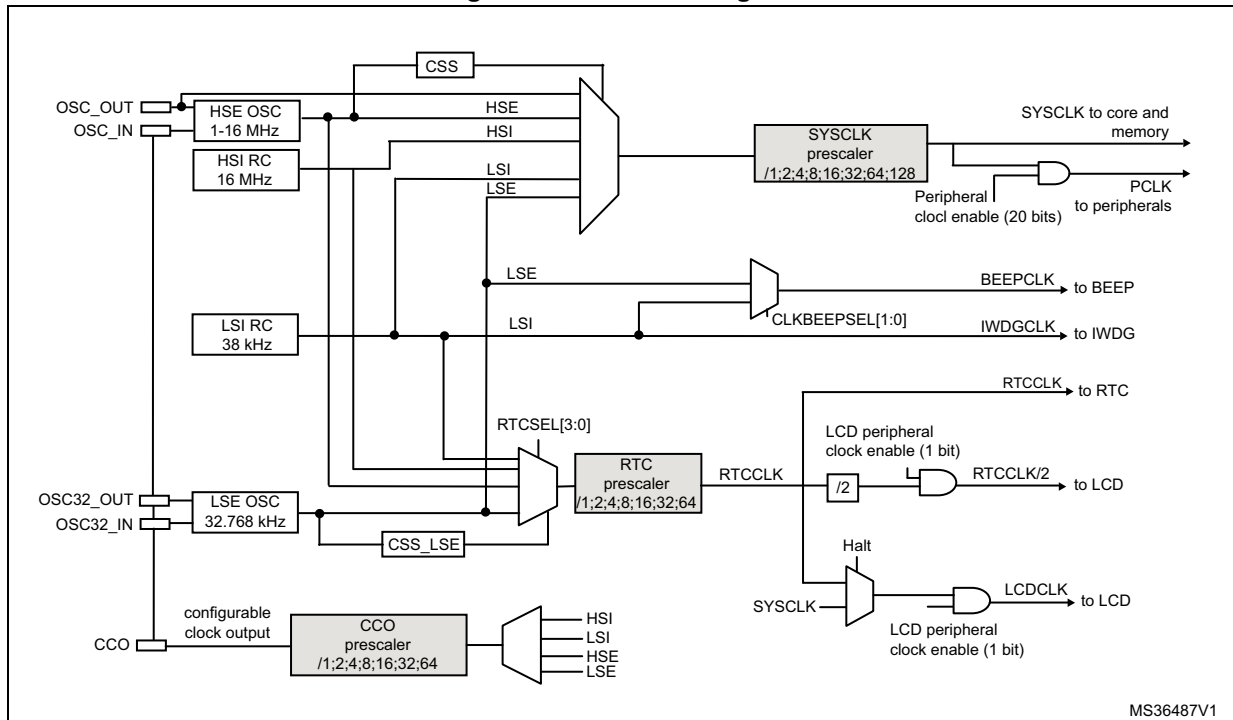 CSS
OSC_OUT
OSC_IN
HSE OSC
1-16 MHz
HSE
HSI
LSI
LSE
HSI RC
16 MHz
SYSCLK
prescaler
/1;2;4;8;16;32;64;128
SYSCLK to core and
memory
PCLK
to peripherals
Peripheral
clocl enable (20 bits)
LSE
BEEPCLK
to BEEP
CLKBEEPSEL[1:0]
LSI RC
38 kHz
LSI
IWDGCLK
to IWDG
RTCCLK
to RTC
RTCSEL[3:0]
LCD peripheral
clock enable (1 bit)
RTC
prescaler
/1;2;4;8;16;32;64
RTCCLK
/2
RTCCLK/2
to LCD
OSC32_OUT
OSC32_IN
LSE OSC
32.768 kHz
CSS_LSE
Halt
SYSCLK
LCDCLK
to LCD
LCD peripheral
clock enable (1 bit)
CCO
configurable
clock output
CCO
prescaler
/1;2;4;8;16;32;64
HSI
LSI
HSE
LSE
MS36487V1